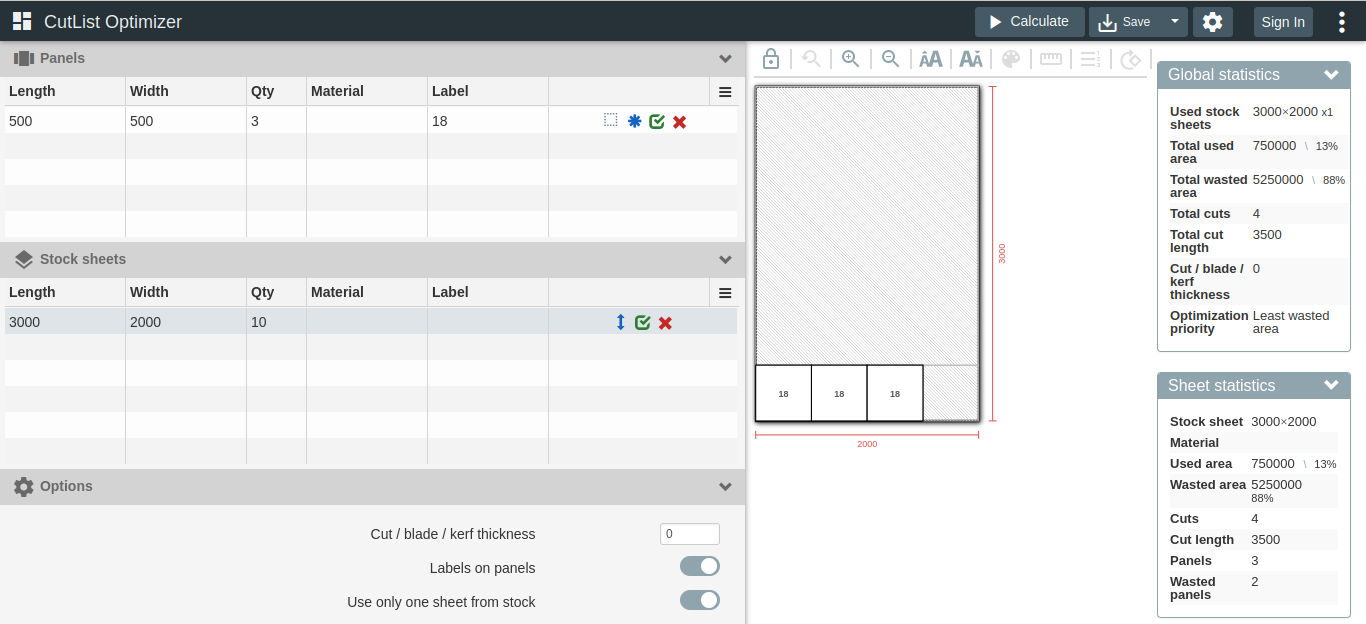 CutList Optimizer
Calculate
Save
Sign In
Panels
Length Width Qty Material Label
500 500 3 18
Stock sheets
Length Width Qty Material Label
3000 2000 10
Options
Cut / blade / kerf thickness 0
Labels on panels
Use only one sheet from stock
ÂA
AĂ
3000
18 18 18
2000
Global statistics
Used stock 3000×2000 x1
sheets
Total used 750000 \ 13%
area
Total wasted 5250000 \ 88%
area
Total cuts 4
Total cut 3500
length
Cut / blade / 0
kerf
thickness
Optimization Least wasted
priority area
Sheet statistics
Stock sheet 3000×2000
Material
Used area 750000 \ 13%
Wasted area 5250000
88%
Cuts 4
Cut length 3500
Panels 3
Wasted 2
panels